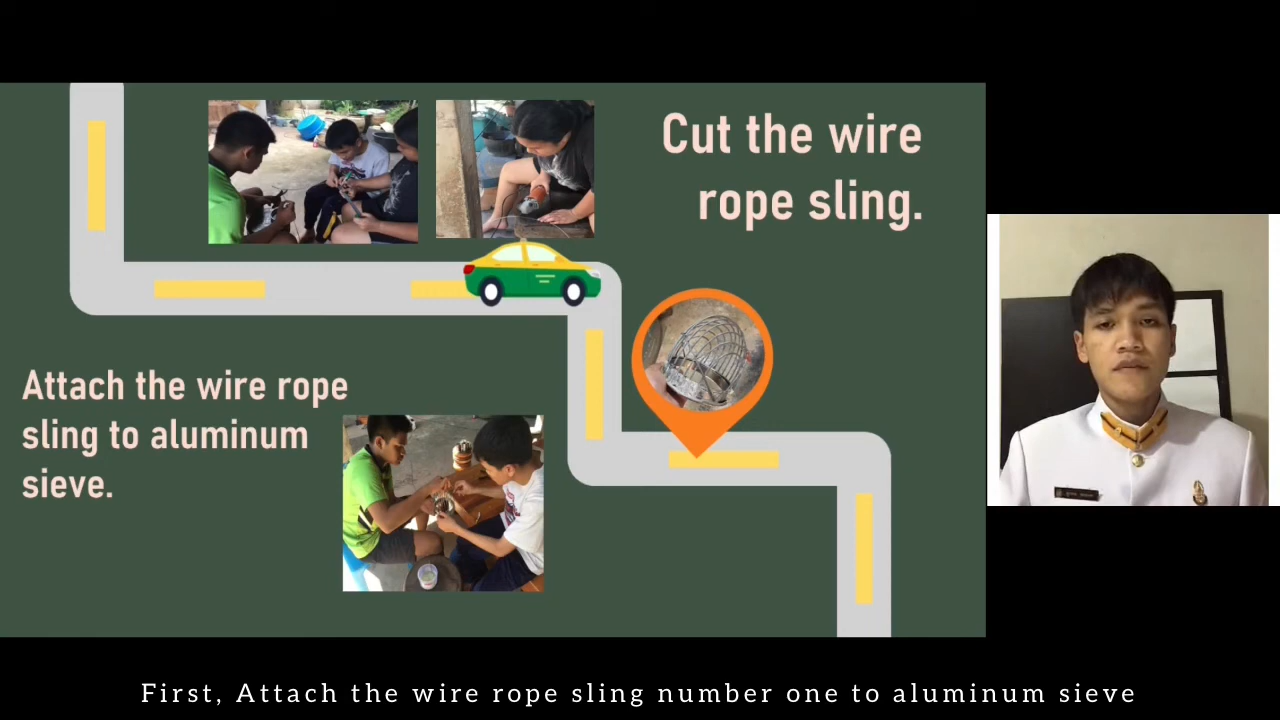 Cut the wire
rope sling.
Attach the wire rope
sling to aluminum
sieve.
First, Attach the wire rope sling number one to aluminum sieve